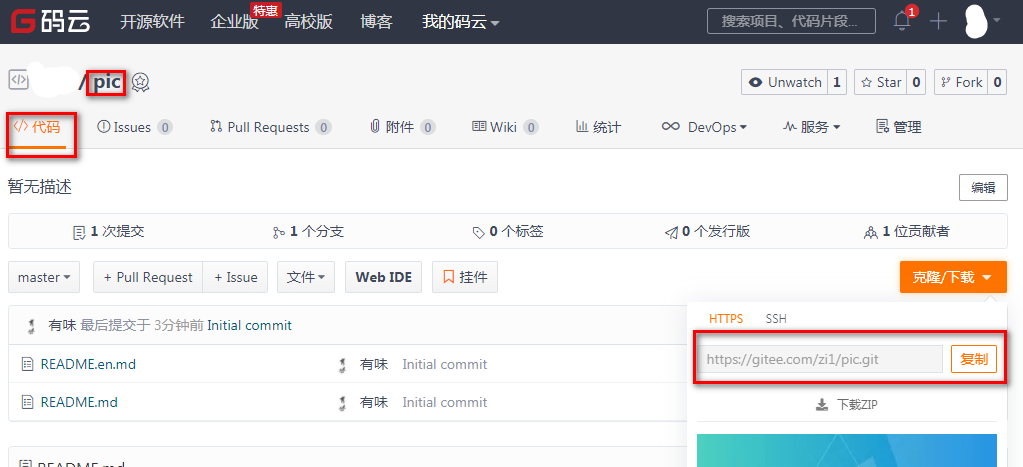 G 码云 开源软件 企业版 特惠 高校版 博客 我的码云 搜索项目、代码片段... 1
/ pic Unwatch 1 Star 0 Fork 0
代码 Issues 0 Pull Requests 0 附件 0 Wiki 0 统计 DevOps 服务 管理
暂无描述 编辑
1 次提交 1 个分支 0 个标签 0 个发行版 1 位贡献者
master + Pull Request + Issue 文件 Web IDE 挂件 克隆/下载
HTTPS SSH
有味 最后提交于 3分钟前 Initial commit
https://gitee.com/zi1/pic.git 复制
README.en.md 有味 Initial commit
README.md 有味 Initial commit
下载ZIP
README.md